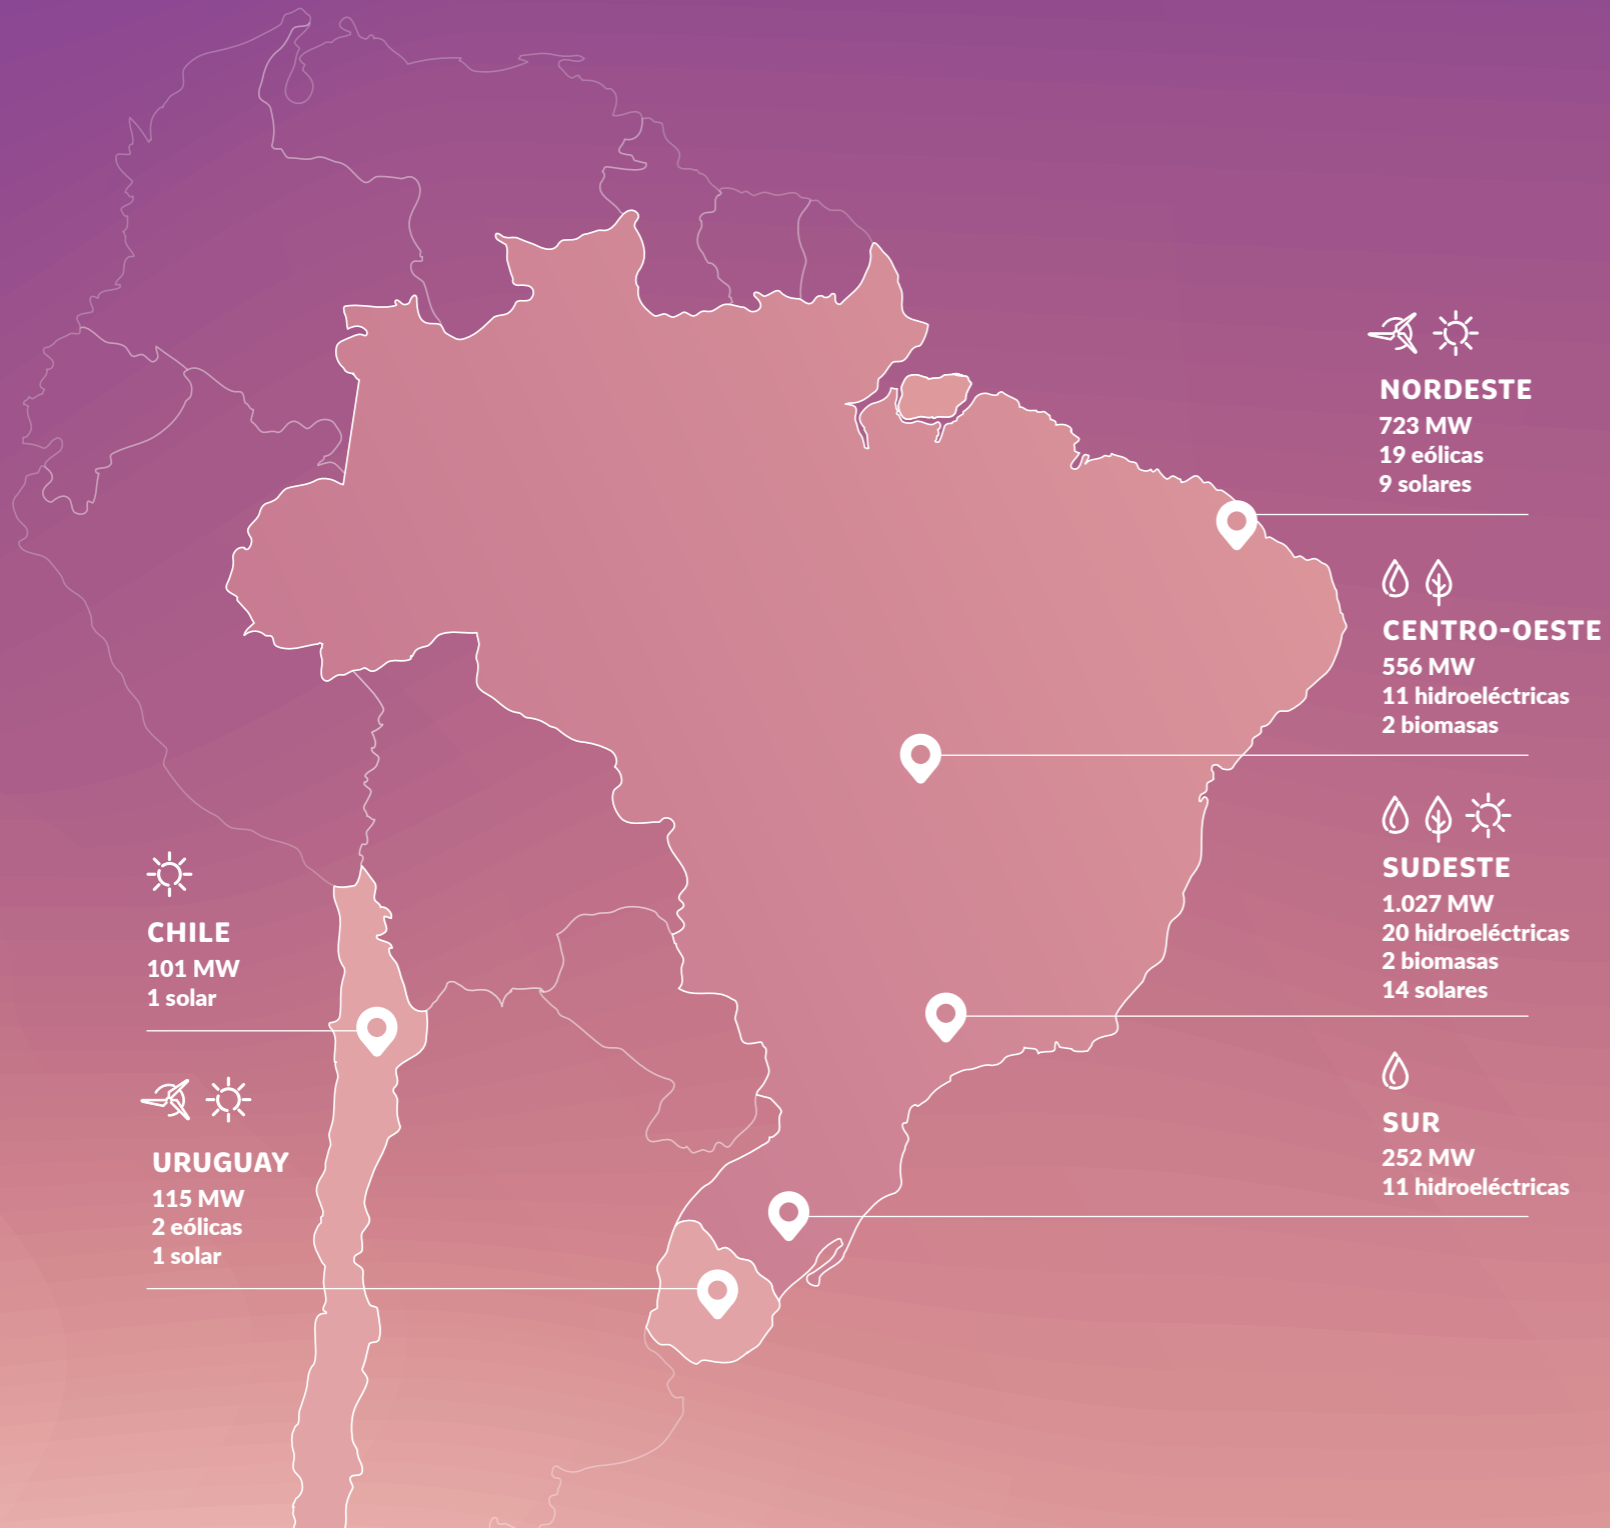 NORDESTE
723 MW
19 eólicas
9 solares
CENTRO-OESTE
556 MW
11 hidroeléctricas
2 biomasas
SUDESTE
1.027 MW
20 hidroeléctricas
2 biomasas
14 solares
SUR
252 MW
11 hidroeléctricas
CHILE
101 MW
1 solar
URUGUAY
115 MW
2 eólicas
1 solar